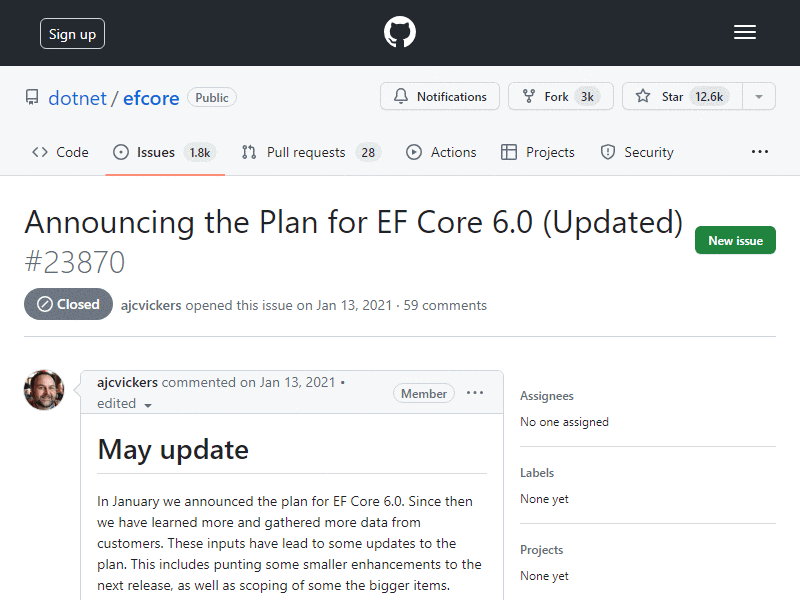 Sign up
dotnet / efcore Public
Notifications Fork 3k Star 12.6k
Code Issues 1.8k Pull requests 28 Actions Projects Security
Announcing the Plan for EF Core 6.0 (Updated)
#23870
New issue
Closed ajcvickers opened this issue on Jan 13, 2021 · 59 comments
ajcvickers commented on Jan 13, 2021 •
edited
Member
May update
In January we announced the plan for EF Core 6.0. Since then
we have learned more and gathered more data from
customers. These inputs have lead to some updates to the
plan. This includes punting some smaller enhancements to the
next release, as well as scoping of some the bigger items.
Assignees
No one assigned
Labels
None yet
Projects
None yet